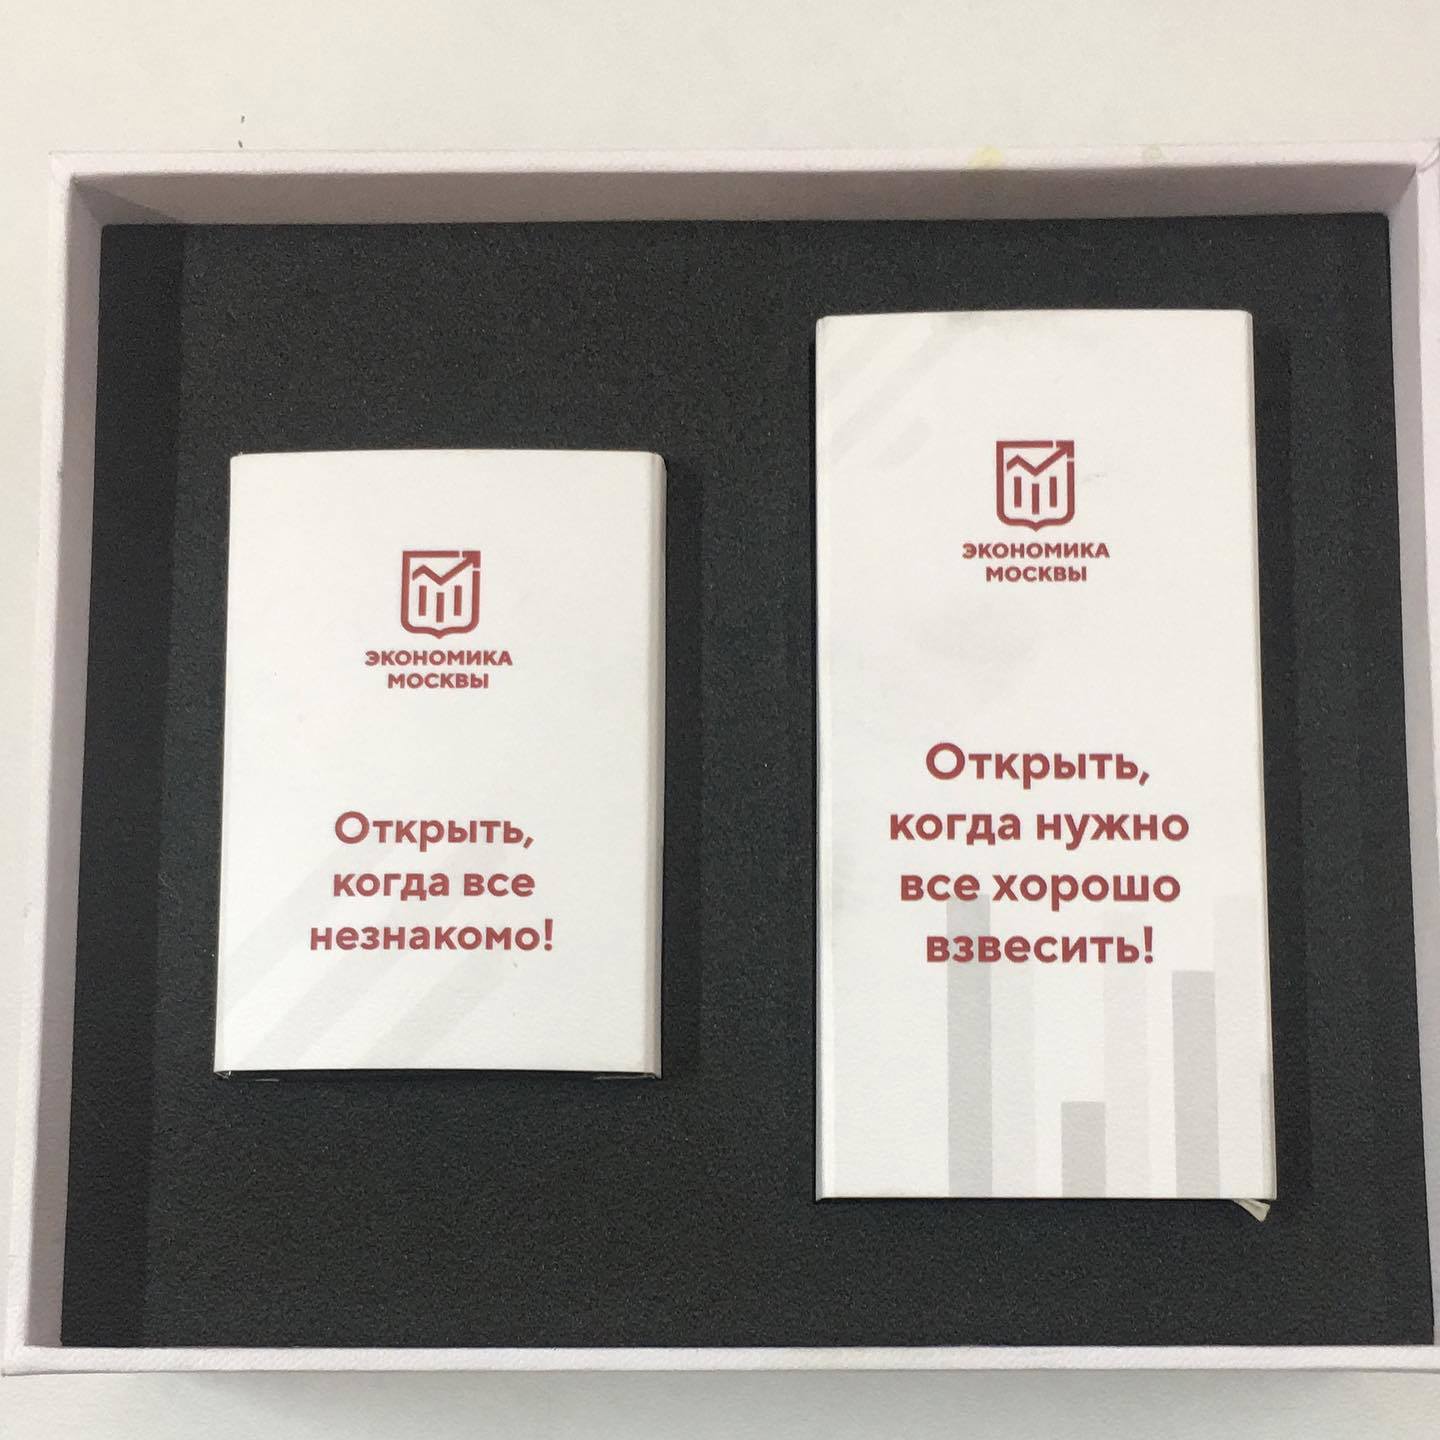 ЭКОНОМИКА
МОСКВЫ
Открыть,
когда все
незнакомо!
ЭКОНОМИКА
МОСКВЫ
Открыть,
когда нужно
все хорошо
взвесить!